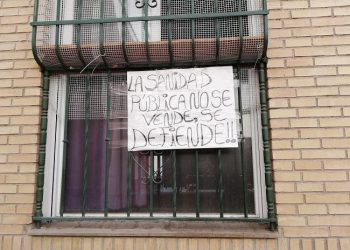 LA SANIDAD
PÚBLICA NO SE
VENDE, SE
DEFIENDE!!